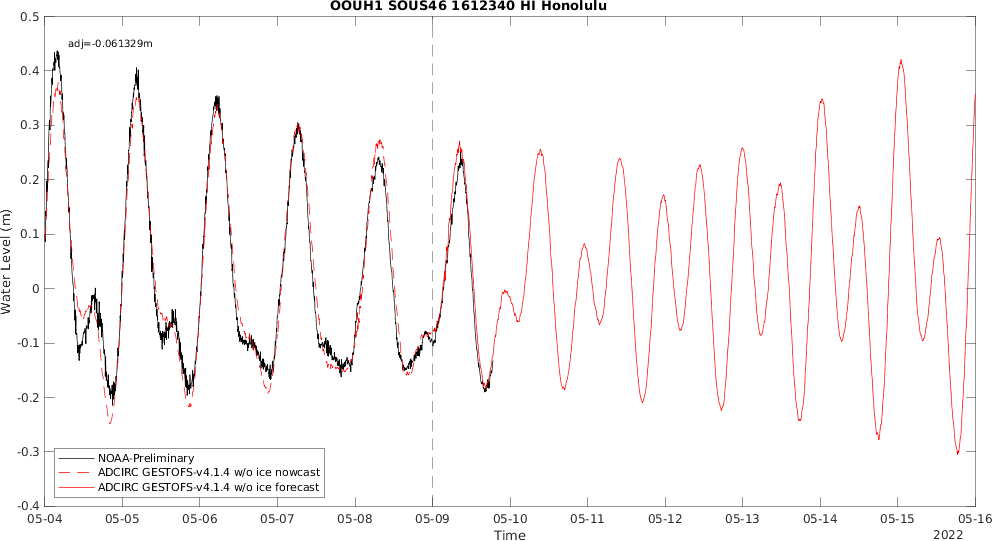 OOUH1 SOUS46 1612340 HI Honolulu
adj=-0.061329m
0.5
0.4
0.3
0.2
0.1
0
-0.1
-0.2
-0.3
-0.4
Water Level (m)
NOAA-Preliminary
ADCIRC GESTOFS-v4.1.4 w/o ice nowcast
ADCIRC GESTOFS-v4.1.4 w/o ice forecast
05-04 05-05 05-06 05-07 05-08 05-09 05-10 05-11 05-12 05-13 05-14 05-15 05-16
Time
2022